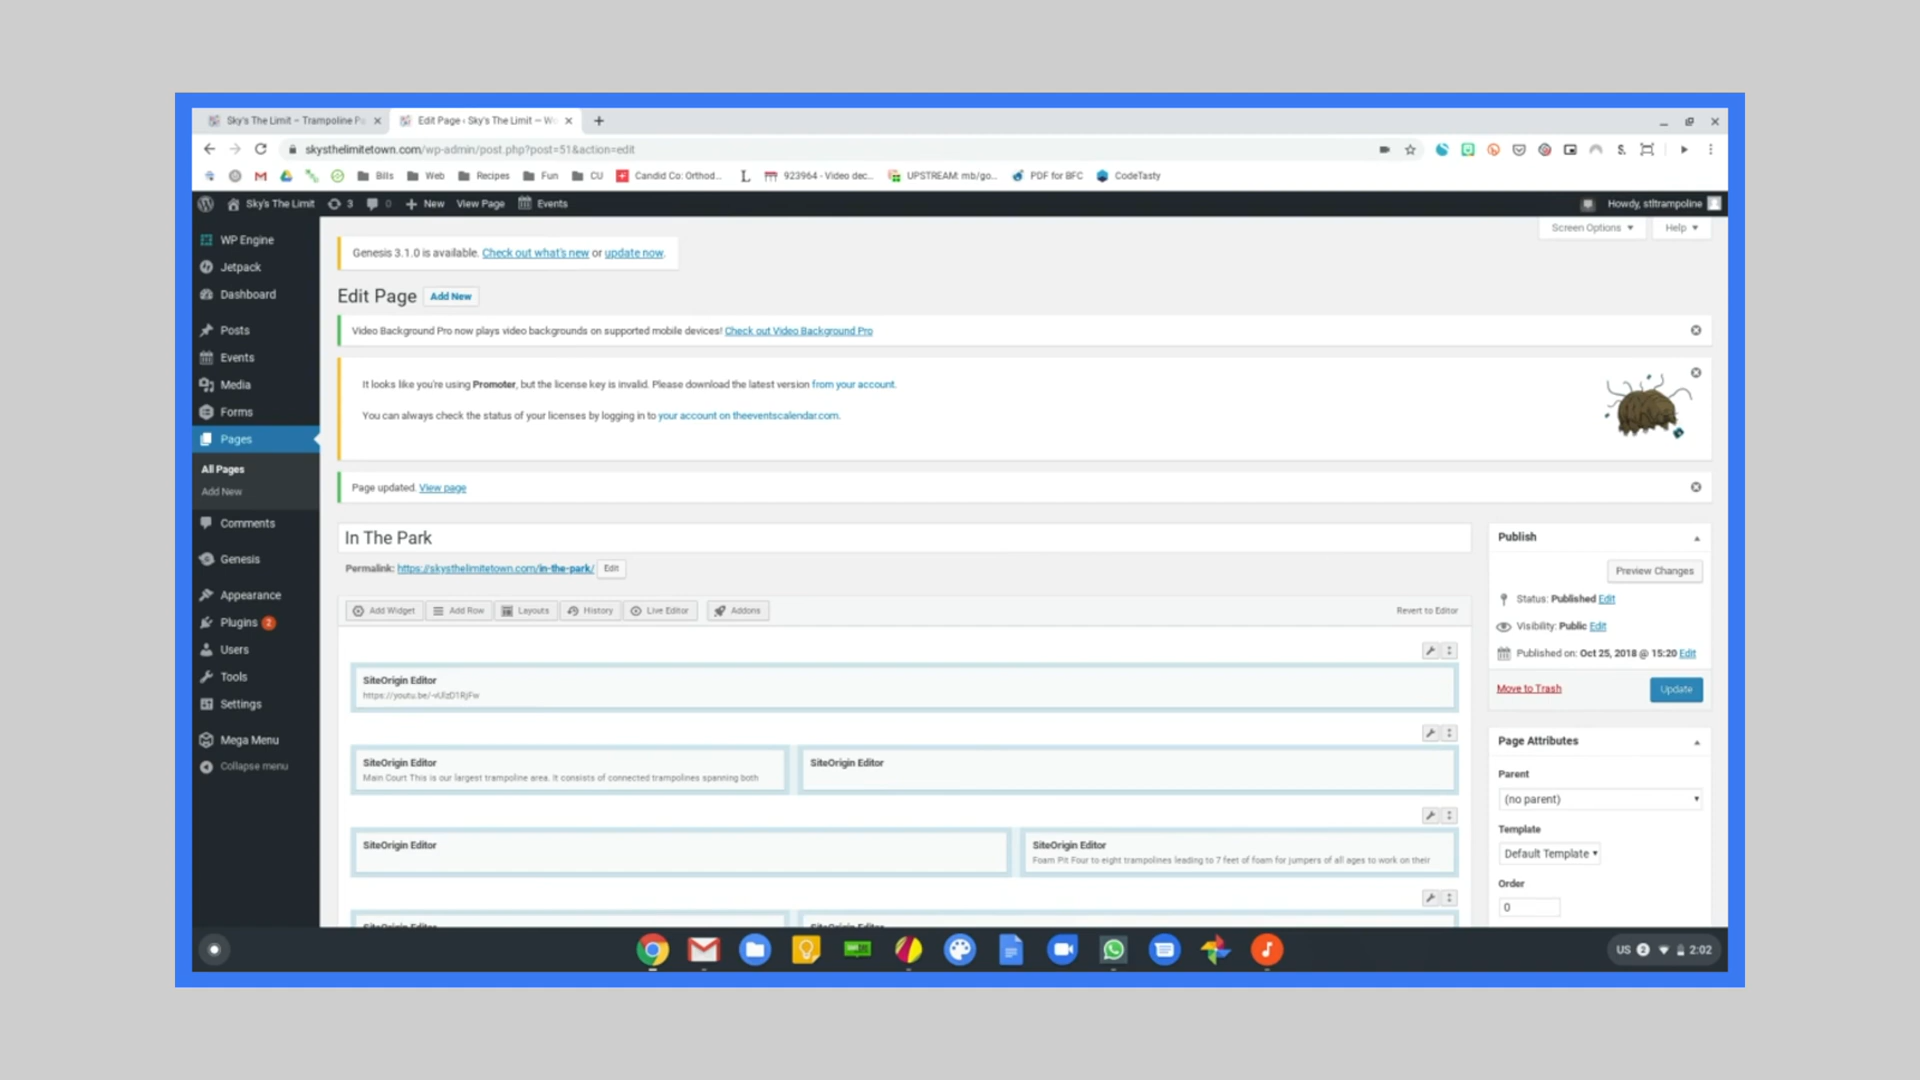 Sky's The Limit – Trampoline Pa
Edit Page ‹ Sky's The Limit — Wo
skysthelimitetown.com/wp-admin/post.php?post=51&action=edit
Bills
Web
Recipes
Fun
CU
Candid Co: Orthod...
923964 - Video dec...
UPSTREAM: mb/go...
PDF for BFC
CodeTasty
Sky's The Limit
3
0
New
View Page
Events
Howdy, stltrampoline
WP Engine
Jetpack
Dashboard
Posts
Events
Media
Forms
Pages
All Pages
Add New
Comments
Genesis
Appearance
Plugins 2
Users
Tools
Settings
Mega Menu
Collapse menu
Screen Options
Help
Genesis 3.1.0 is available. Check out what's new or update now.
Edit Page
Add New
Video Background Pro now plays video backgrounds on supported mobile devices! Check out Video Background Pro
It looks like you're using Promoter, but the license key is invalid. Please download the latest version from your account.
You can always check the status of your licenses by logging in to your account on theeventscalendar.com.
Page updated. View page
In The Park
Permalink: https://skysthelimitetown.com/in-the-park/ Edit
Add Widget
Add Row
Layouts
History
Live Editor
Addons
Revert to Editor
SiteOrigin Editor
SiteOrigin Editor
Main Court This is our largest trampoline area. It consists of connected trampolines spanning both
SiteOrigin Editor
SiteOrigin Editor
SiteOrigin Editor
Foam Pit Four to eight trampolines leading to 7 feet of foam for jumpers of all ages to work on their
SiteOrigin Editor
SiteOrigin Editor
Publish
Preview Changes
Status: Published Edit
Visibility: Public Edit
Published on: Oct 25, 2018 @ 15:20 Edit
Move to Trash
Update
Page Attributes
Parent
(no parent)
Template
Default Template
Order
0
US 2 2:02